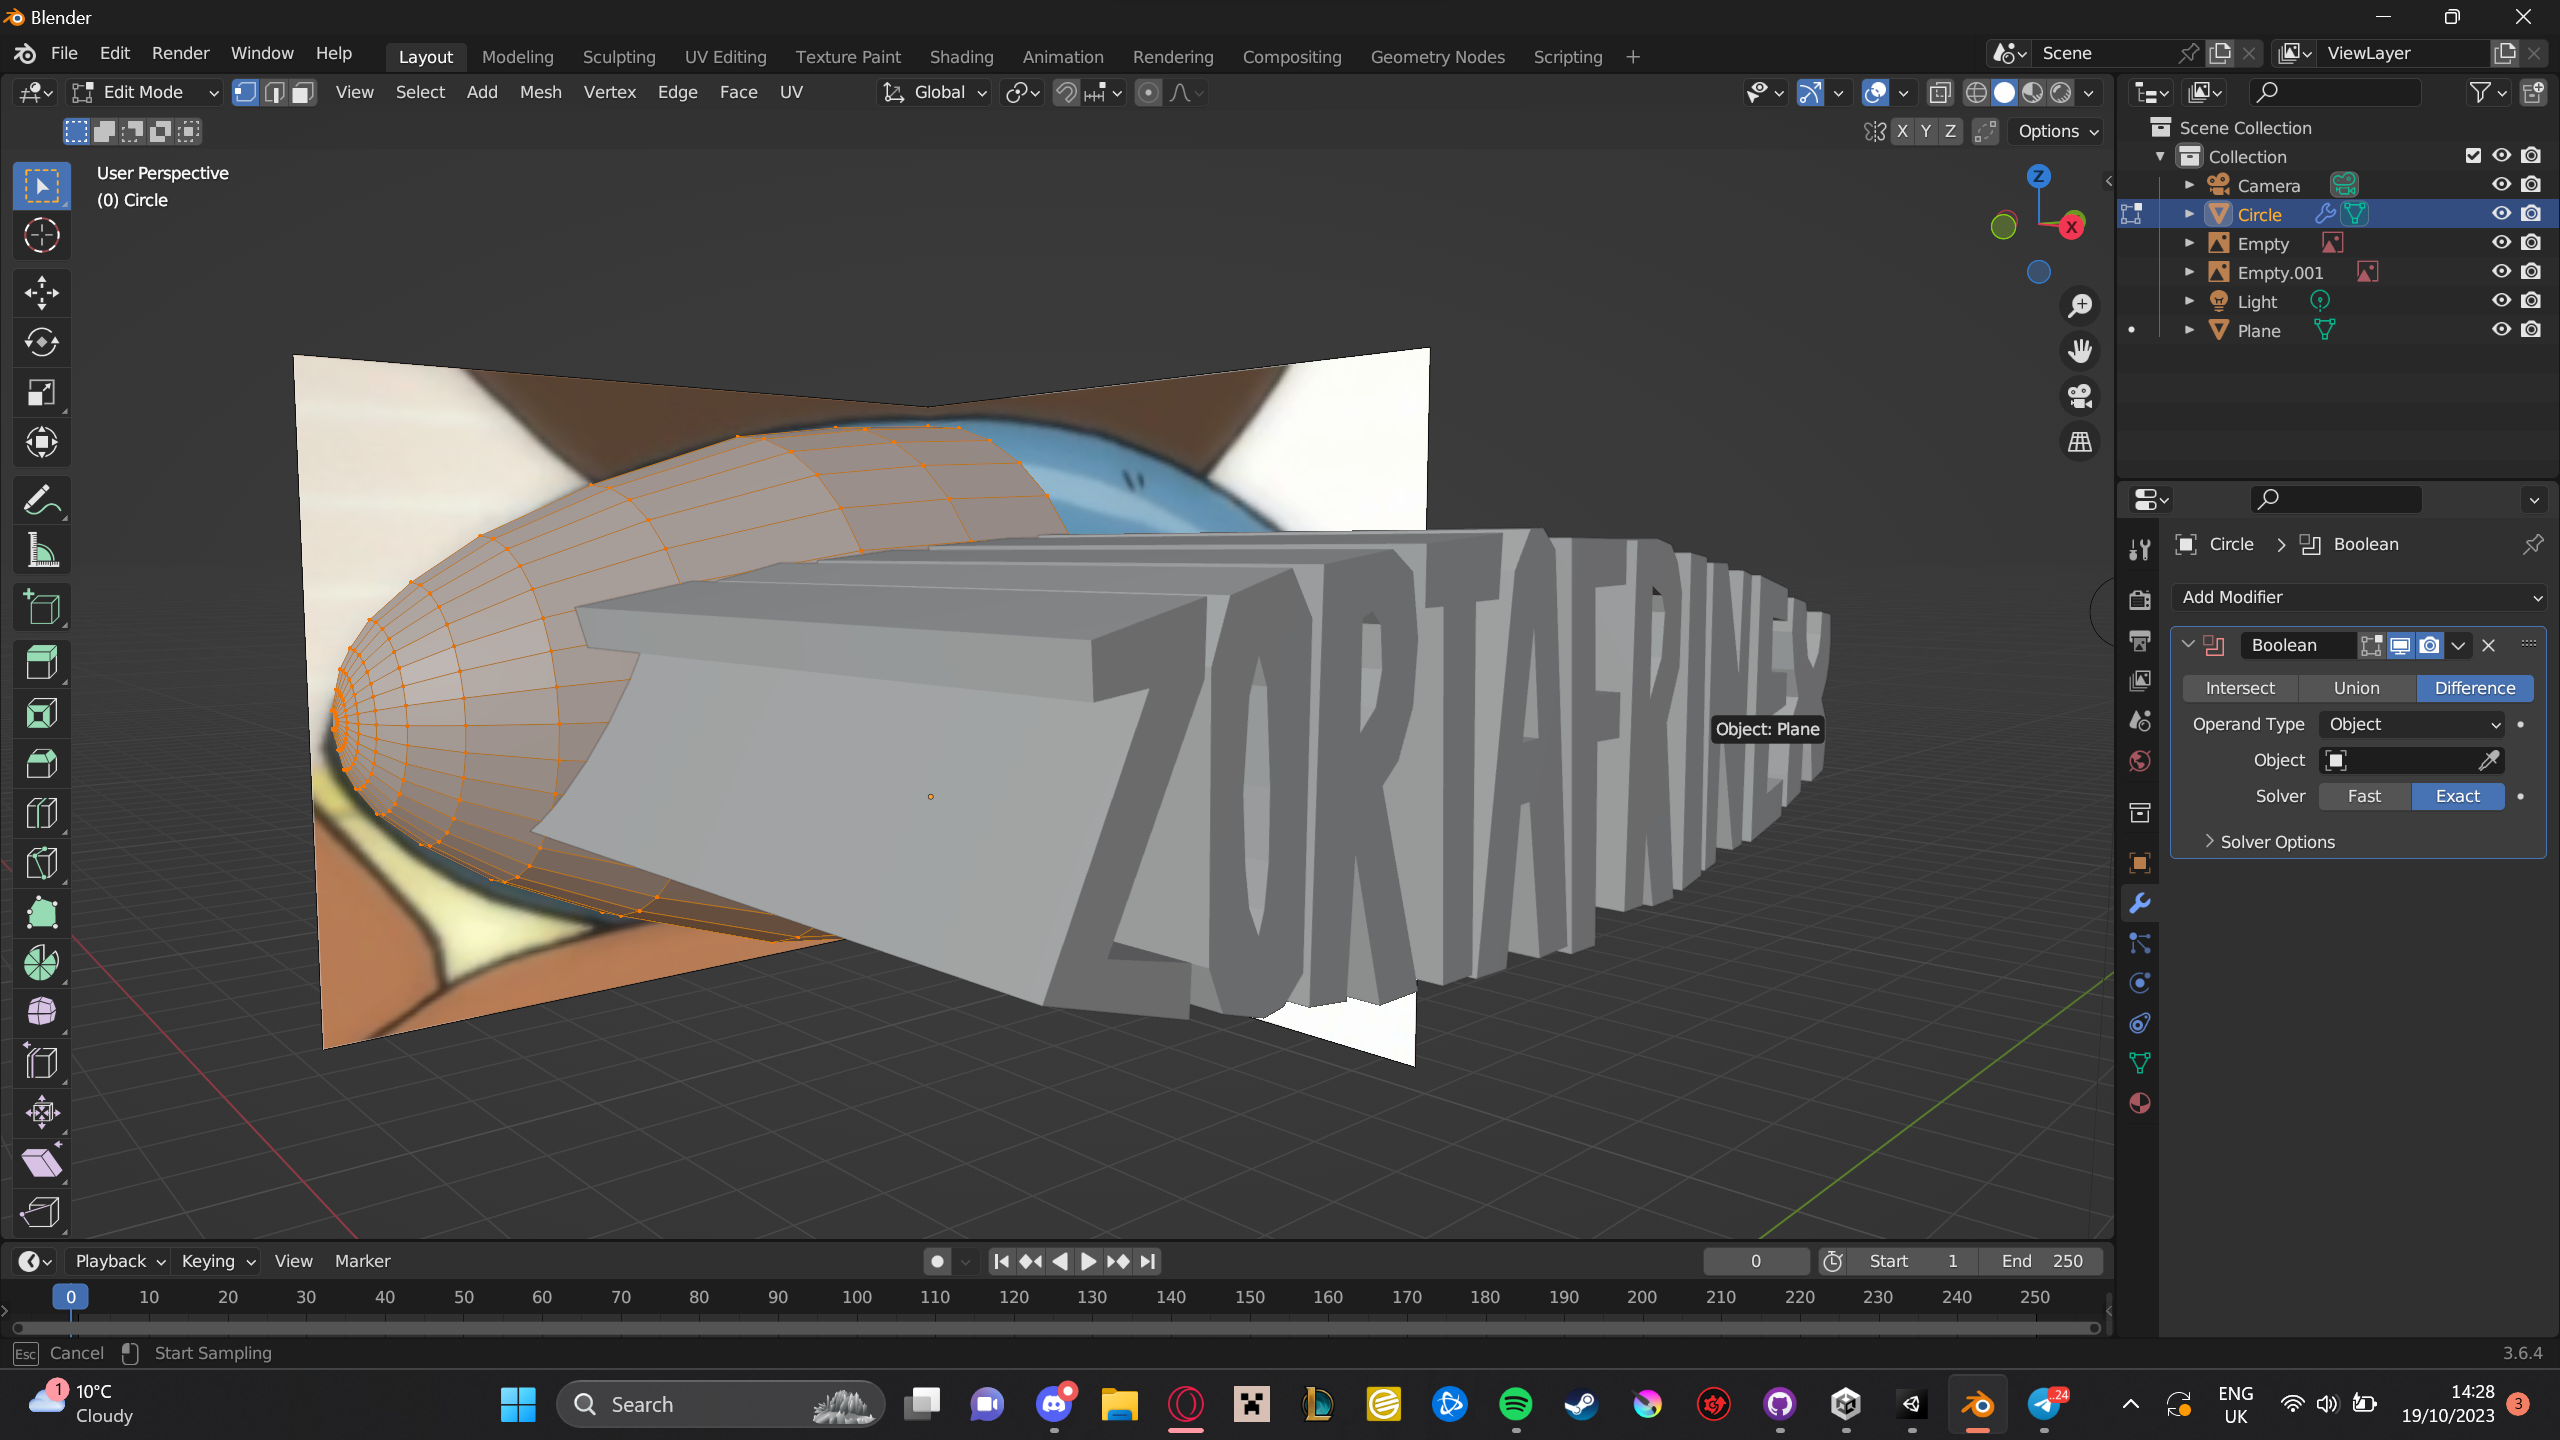 Blender
File Edit Render Window Help Layout Modeling Sculpting UV Editing Texture Paint Shading Animation Rendering Compositing Geometry Nodes Scripting + Scene ViewLayer
Edit Mode View Select Add Mesh Vertex Edge Face UV Global
X Y Z Options
User Perspective
(0) Circle
Z
X
ZORTAFRINEX
Object: Plane
Scene Collection
Collection
Camera
Circle
Empty
Empty.001
Light
Plane
Circle > Boolean
Add Modifier
Boolean
Intersect Union Difference
Operand Type Object
Object
Solver Fast Exact
Solver Options
Playback Keying View Marker 0 Start 1 End 250
0 10 20 30 40 50 60 70 80 90 100 110 120 130 140 150 160 170 180 190 200 210 220 230 240 250
Esc Cancel Start Sampling 3.6.4
1 10°C
Cloudy
Search
24
ENG
UK
14:28
19/10/2023
3